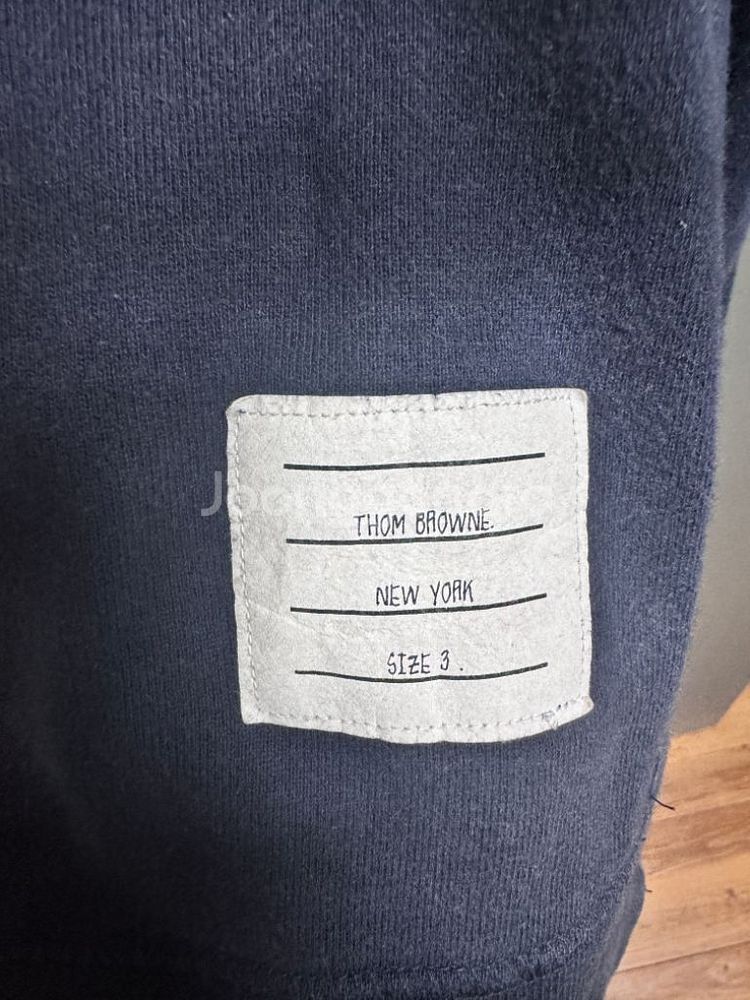 THOM BROWNE.
NEW YORK
SIZE 3 .